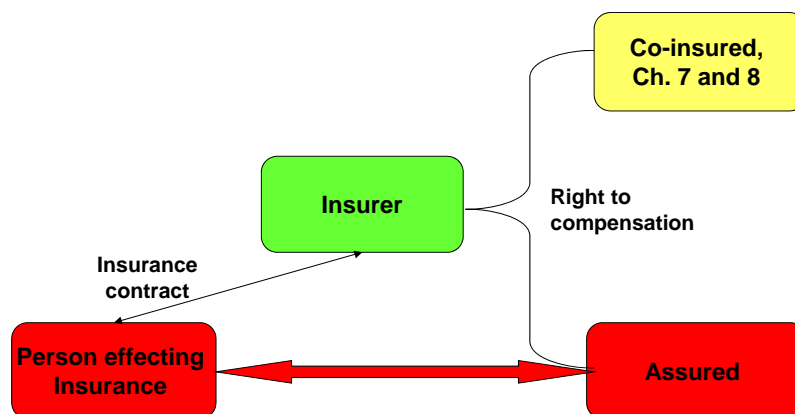 Co-insured,
Ch. 7 and 8
Insurer
Right to
compensation
Insurance
contract
Person effecting
Insurance
Assured